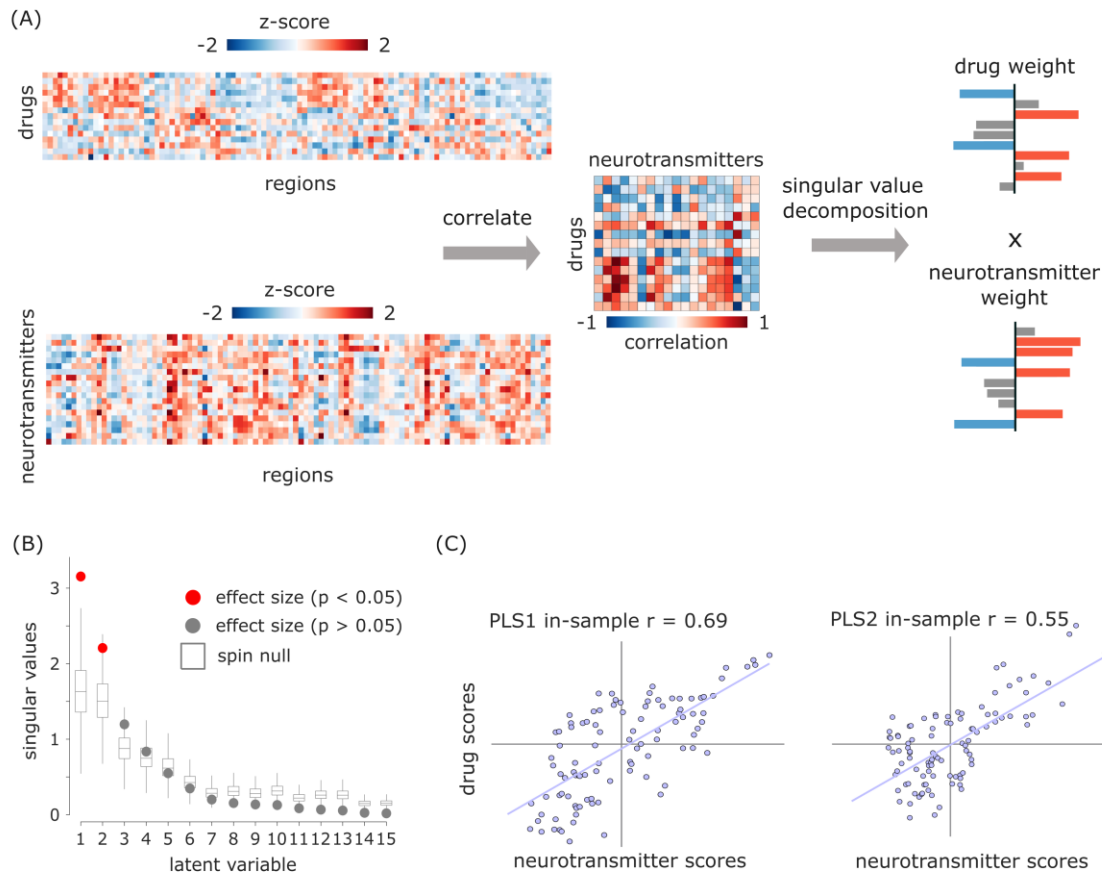 (A)
z-score
-2
2
drugs
regions
z-score
-2
2
neurotransmitters
regions
correlate
neurotransmitters
drugs
-1
1
correlation
singular value
decomposition
drug weight
x
neurotransmitter
weight
(B)
singular values
3
2
1
0
1 2 3 4 5 6 7 8 9 10 11 12 13 14 15
latent variable
effect size (p < 0.05)
effect size (p > 0.05)
spin null
(C)
PLS1 in-sample r = 0.69
drug scores
neurotransmitter scores
PLS2 in-sample r = 0.55
neurotransmitter scores